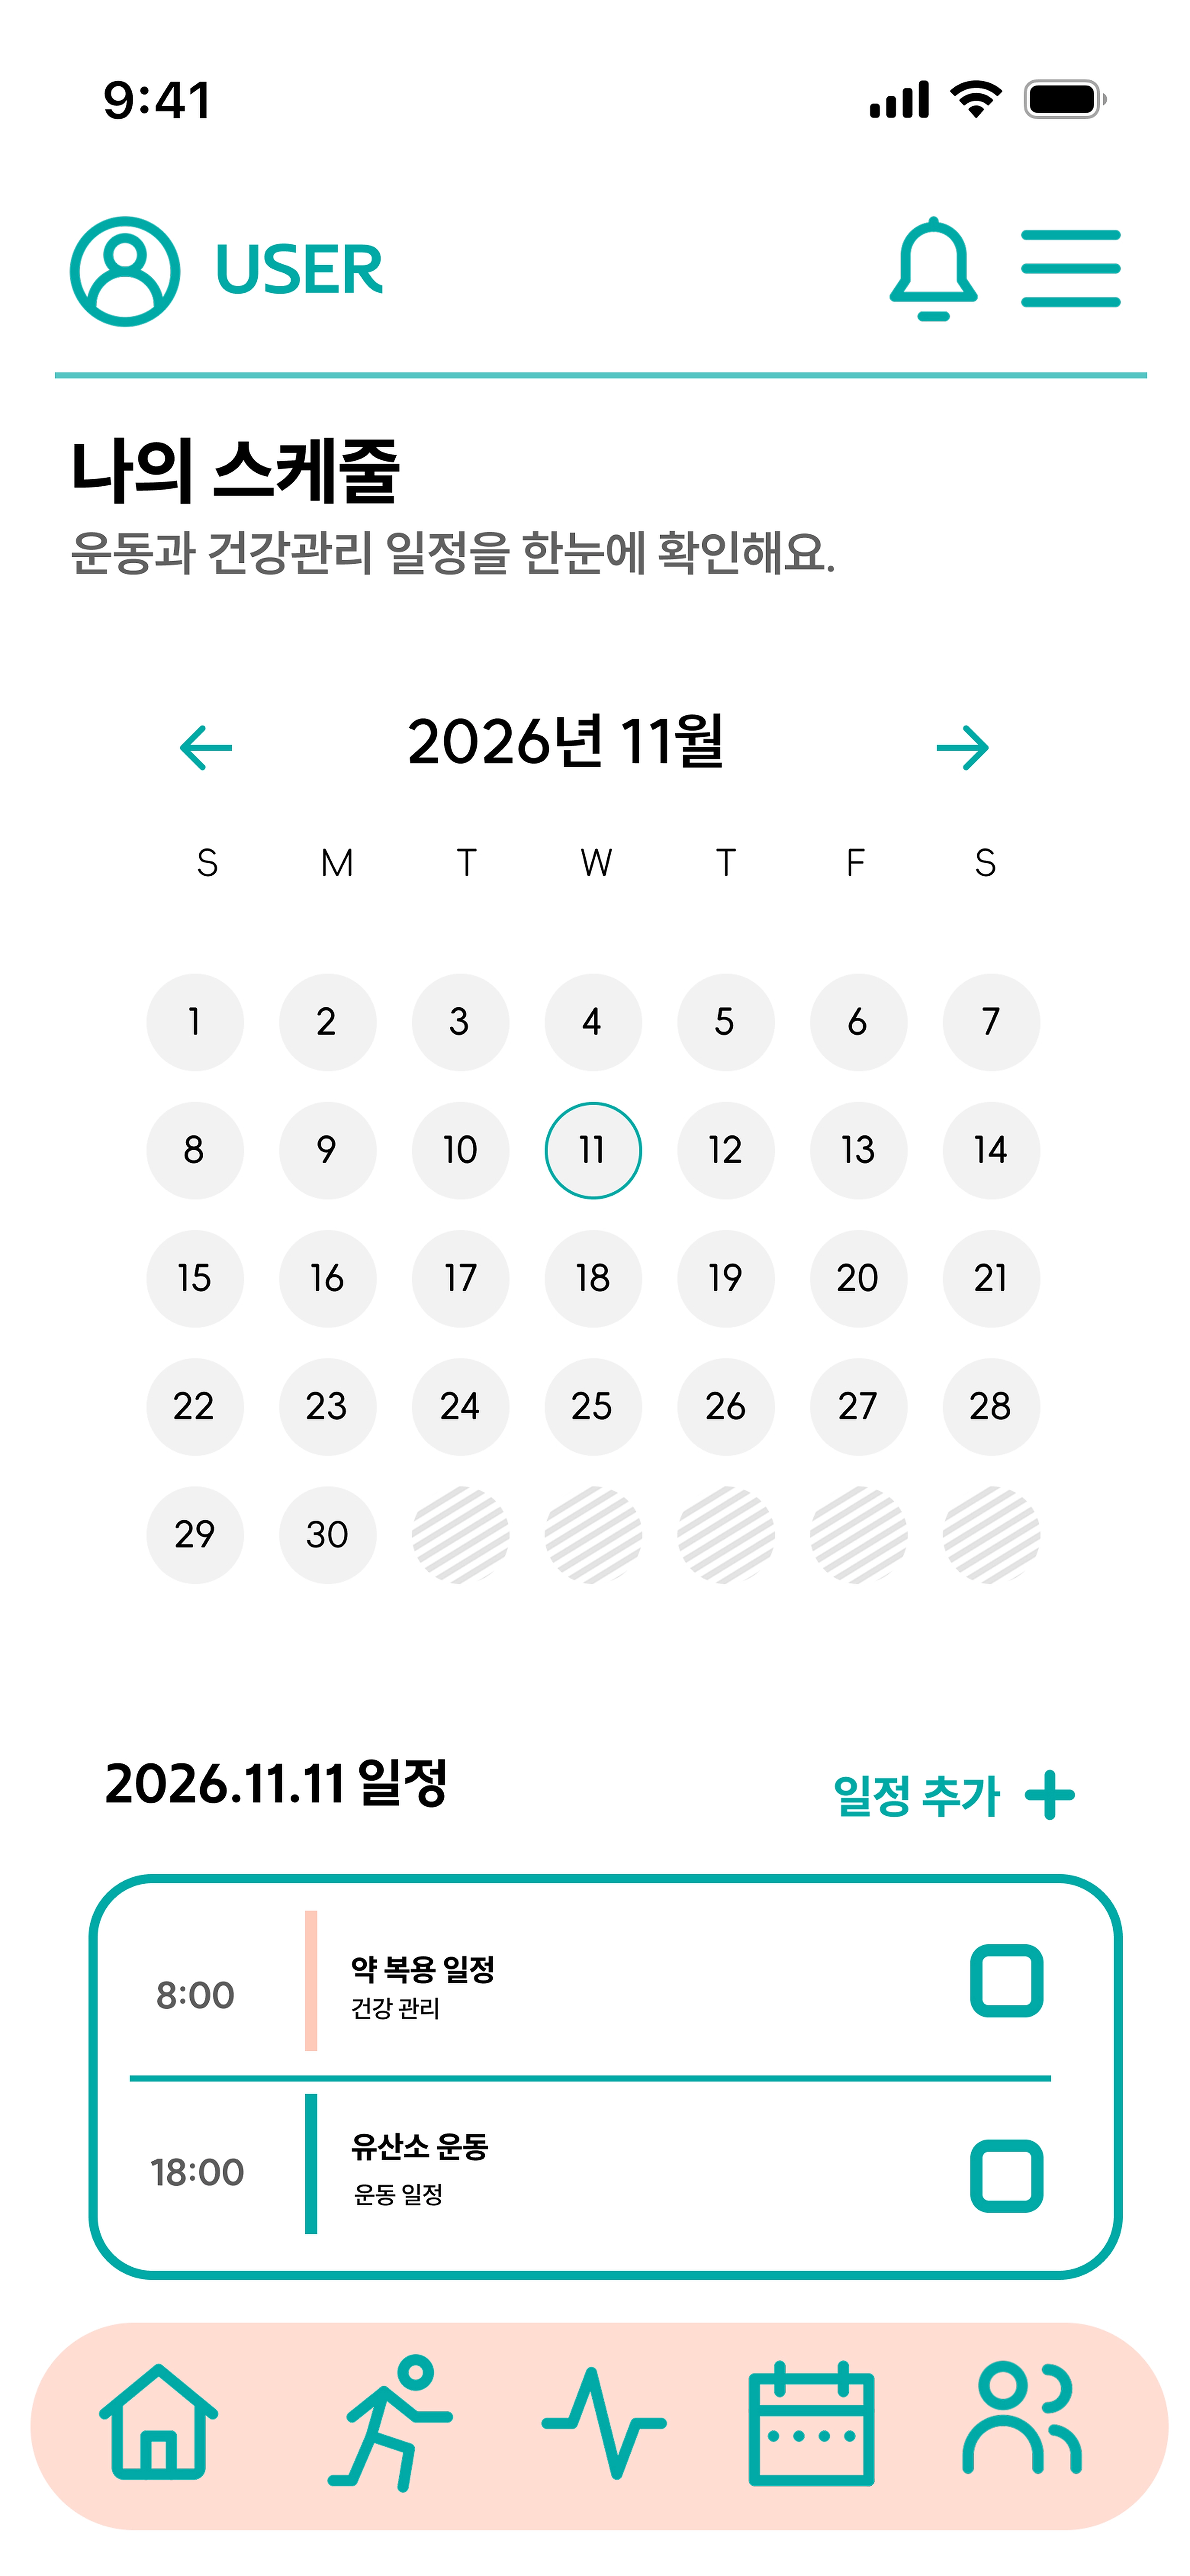 9:41
USER
나의 스케줄
운동과 건강관리 일정을 한눈에 확인해요.
2026년 11월
S M T W T F S
1 2 3 4 5 6 7
8 9 10 11 12 13 14
15 16 17 18 19 20 21
22 23 24 25 26 27 28
29 30
2026.11.11 일정
일정 추가 +
8:00
약 복용 일정
건강 관리
18:00
유산소 운동
운동 일정